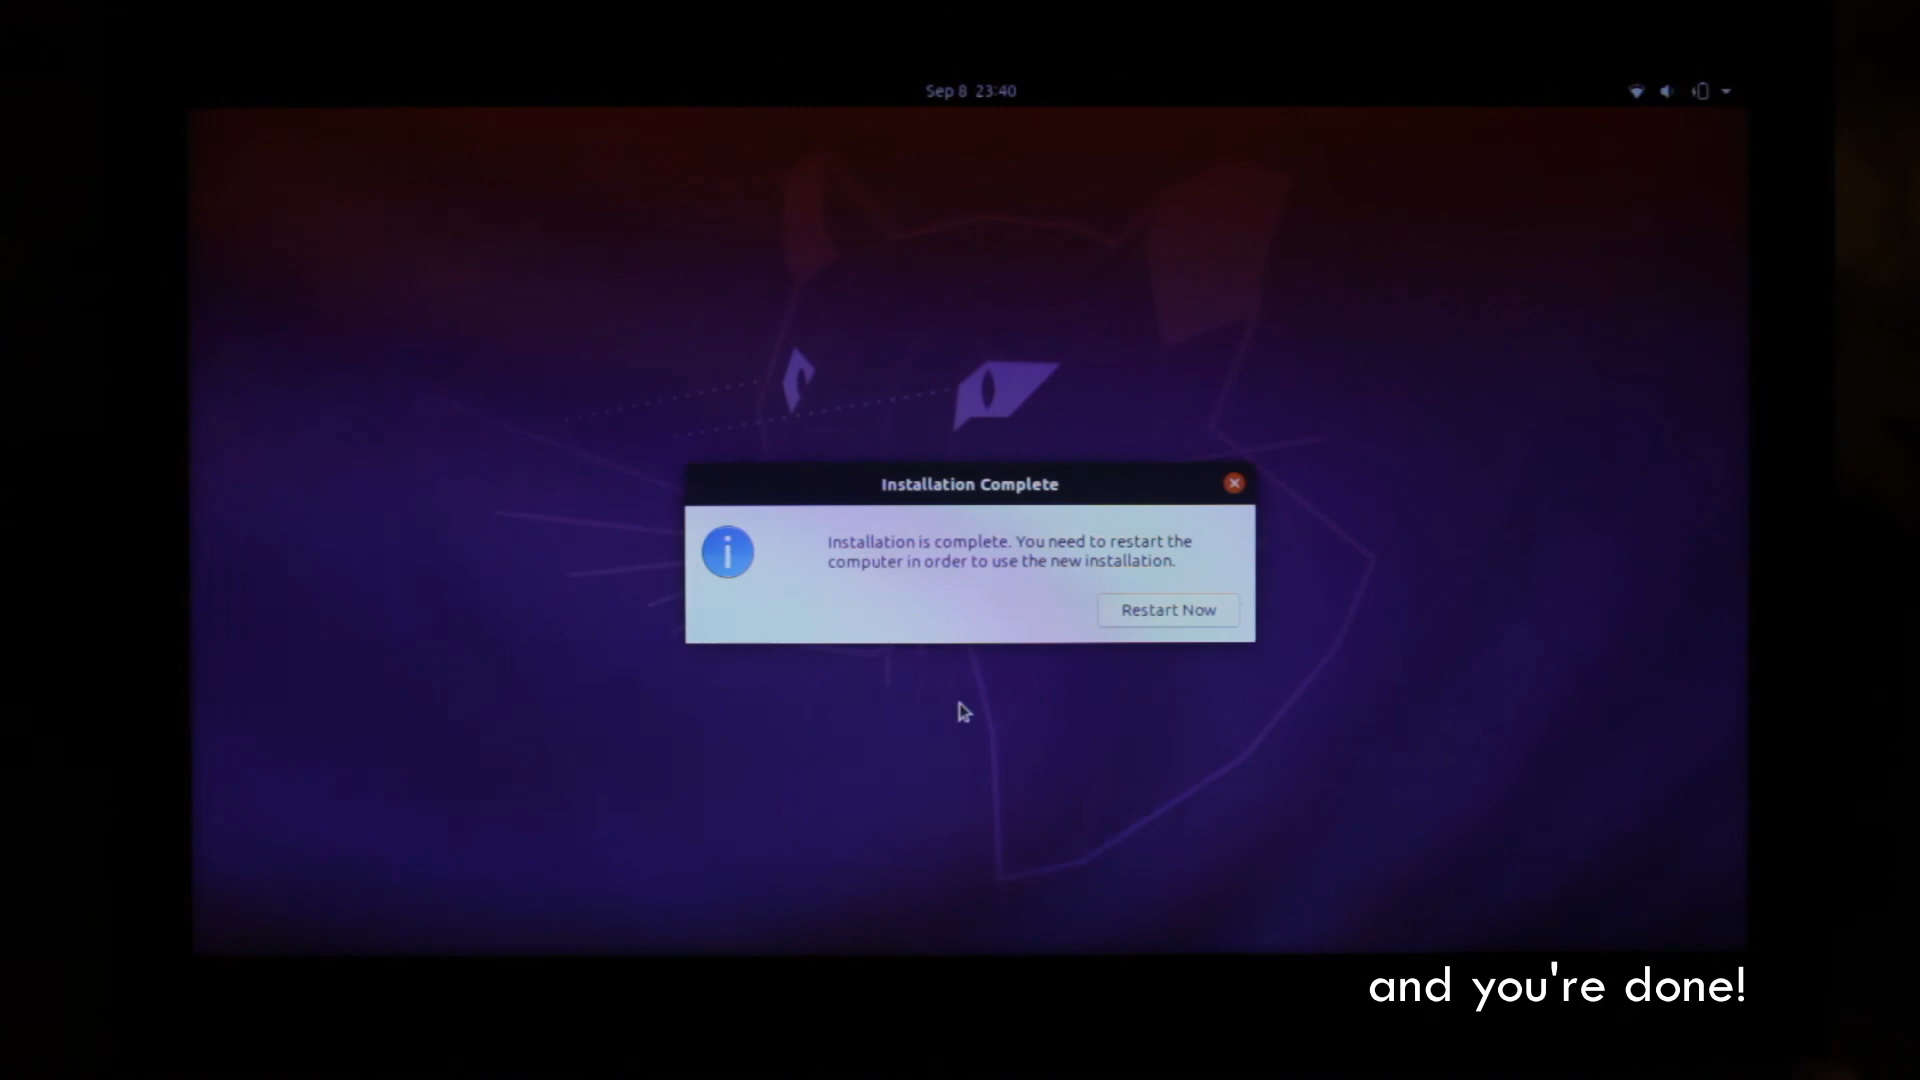 Sep 8 23:40
Installation Complete
Installation is complete. You need to restart the
computer in order to use the new installation.
Restart Now
and you're done!